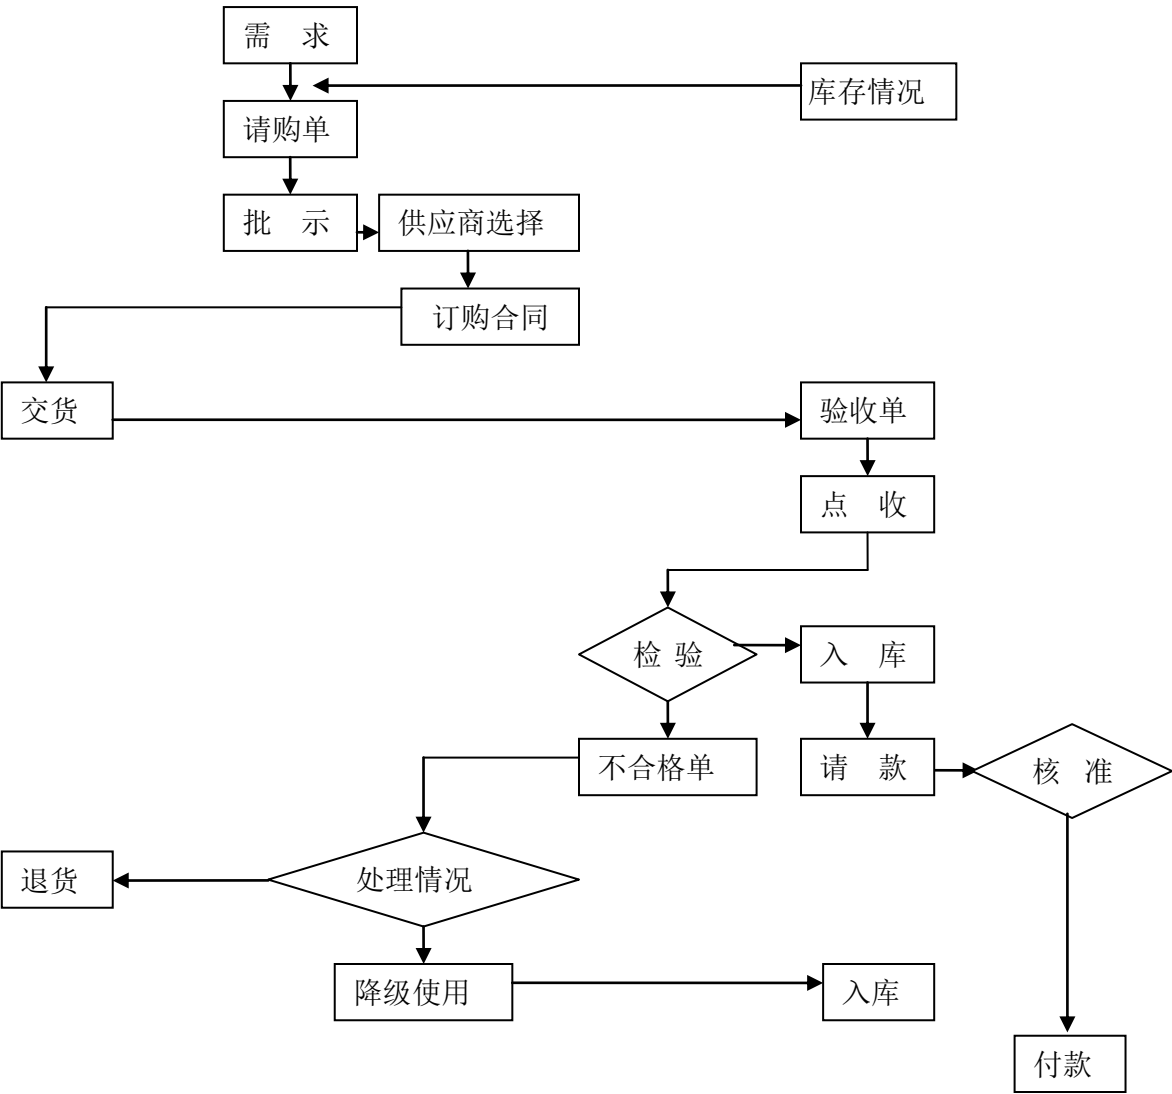 需 求
库存情况
请购单
批 示
供应商选择
订购合同
交货
验收单
点 收
检 验
入 库
不合格单
请 款
核 准
退货
处理情况
降级使用
入库
付款